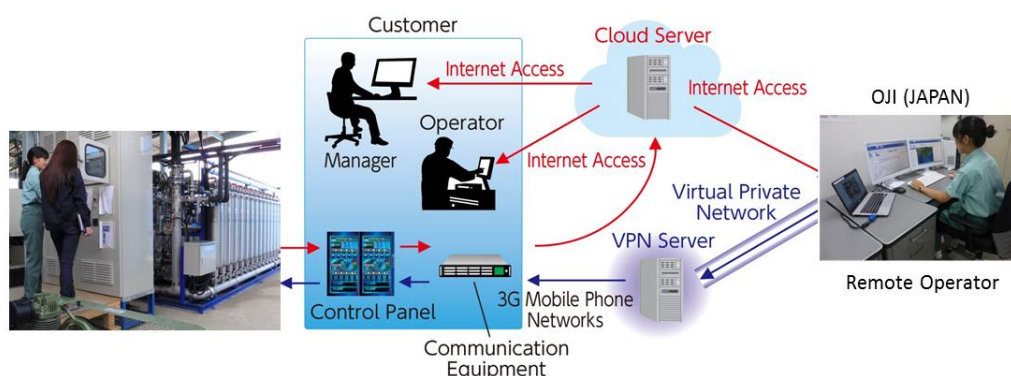 Customer
Cloud Server
Internet Access
Internet Access
OJI (JAPAN)
Manager
Operator
Internet Access
Virtual Private
Network
VPN Server
Remote Operator
Control Panel
3G Mobile Phone
Networks
Communication
Equipment